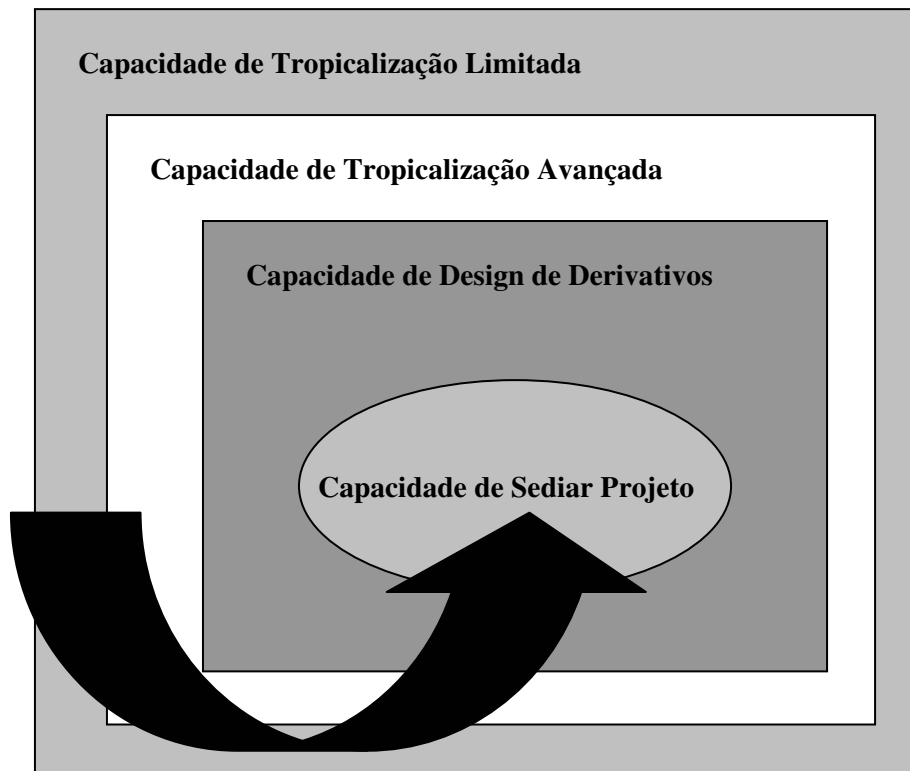 Capacidade de Tropicalização Limitada
Capacidade de Tropicalização Avançada
Capacidade de Design de Derivativos
Capacidade de Sediar Projeto